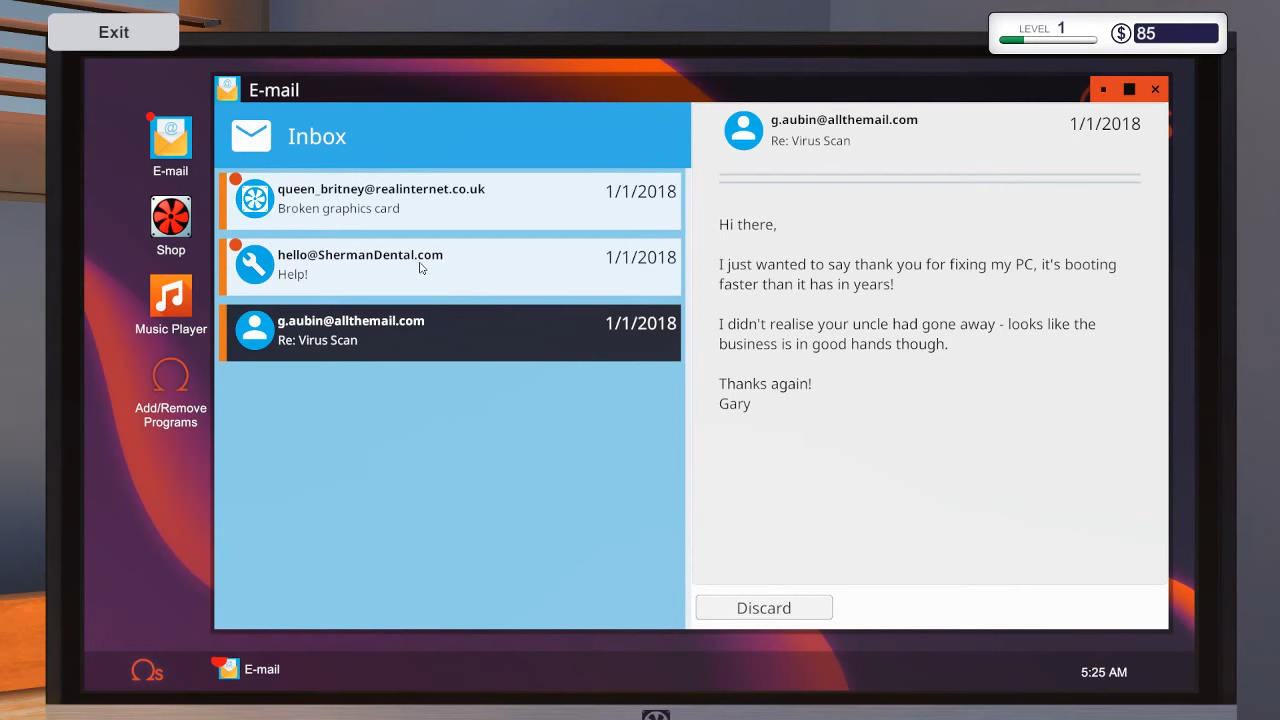 Exit
LEVEL 1
$ 85
E-mail
Inbox
queen_britney@realinternet.co.uk 1/1/2018
Broken graphics card
hello@ShermanDental.com 1/1/2018
Help!
g.aubin@allthemail.com 1/1/2018
Re: Virus Scan
g.aubin@allthemail.com 1/1/2018
Re: Virus Scan
Hi there,
I just wanted to say thank you for fixing my PC, it's booting
faster than it has in years!
I didn't realise your uncle had gone away - looks like the
business is in good hands though.
Thanks again!
Gary
Discard
E-mail
Shop
Music Player
Add/Remove
Programs
Ωs
E-mail
5:25 AM